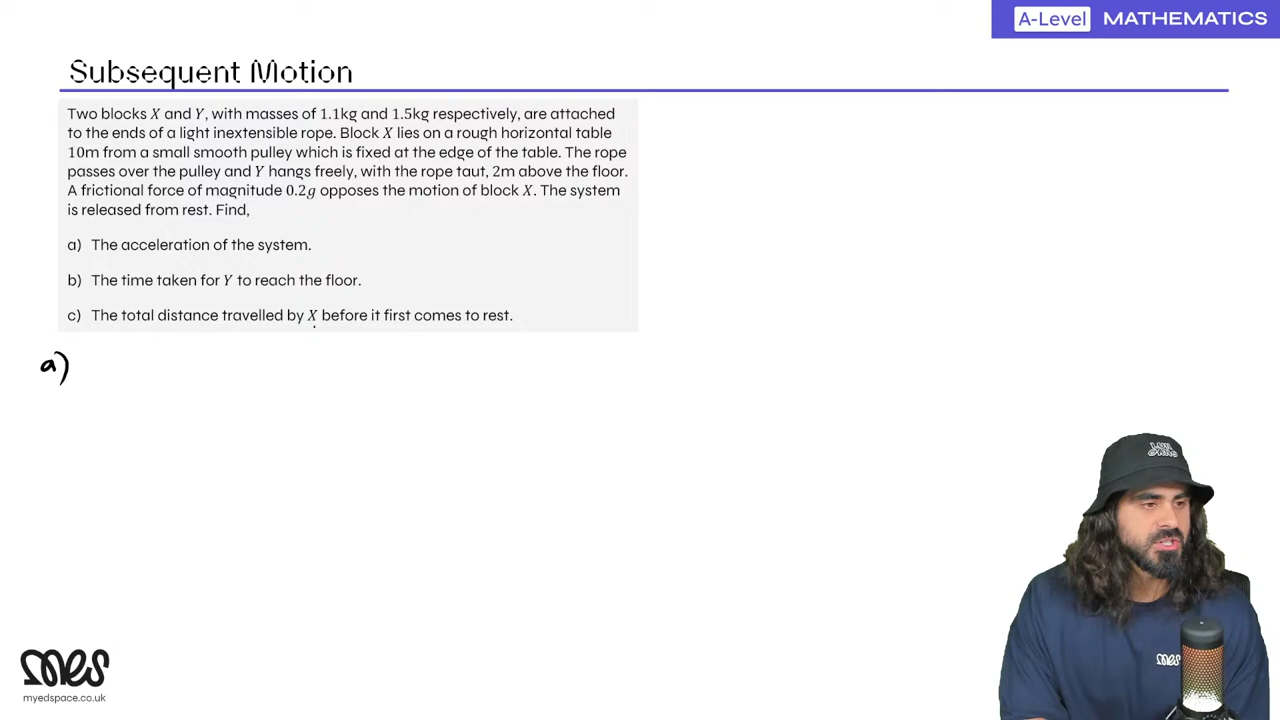 A-Level MATHEMATICS
Subsequent Motion
Two blocks X and Y, with masses of 1.1kg and 1.5kg respectively, are attached
to the ends of a light inextensible rope. Block X lies on a rough horizontal table
10m from a small smooth pulley which is fixed at the edge of the table. The rope
passes over the pulley and Y hangs freely, with the rope taut, 2m above the floor.
A frictional force of magnitude 0.2g opposes the motion of block X. The system
is released from rest. Find,
a) The acceleration of the system.
b) The time taken for Y to reach the floor.
c) The total distance travelled by X before it first comes to rest.
a)
mes
myedspace.co.uk
mes